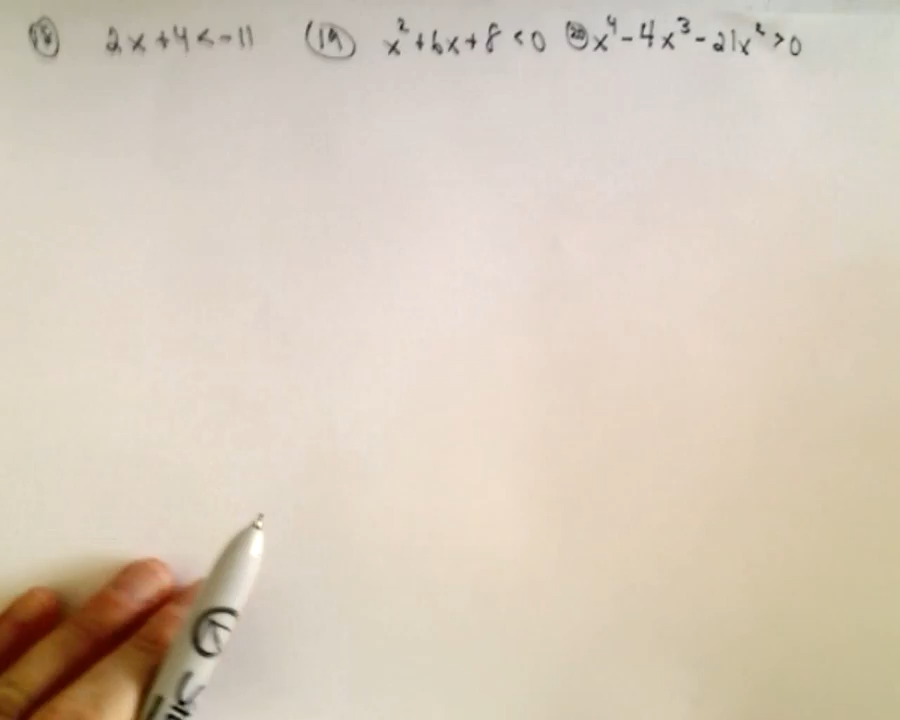 (18) 2x+4<-11 (19) x²+6x+8<0 (20) x⁴-4x³-21x²>0